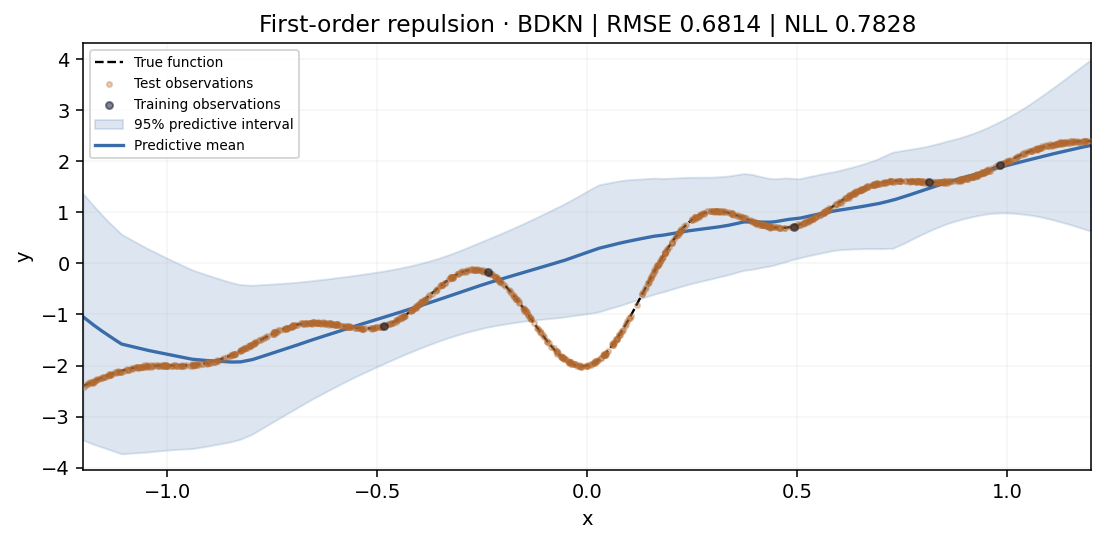 First-order repulsion · BDKN | RMSE 0.6814 | NLL 0.7828
True function
Test observations
Training observations
95% predictive interval
Predictive mean
4
3
2
1
0
−1
−2
−3
−4
y
−1.0
−0.5
0.0
0.5
1.0
x